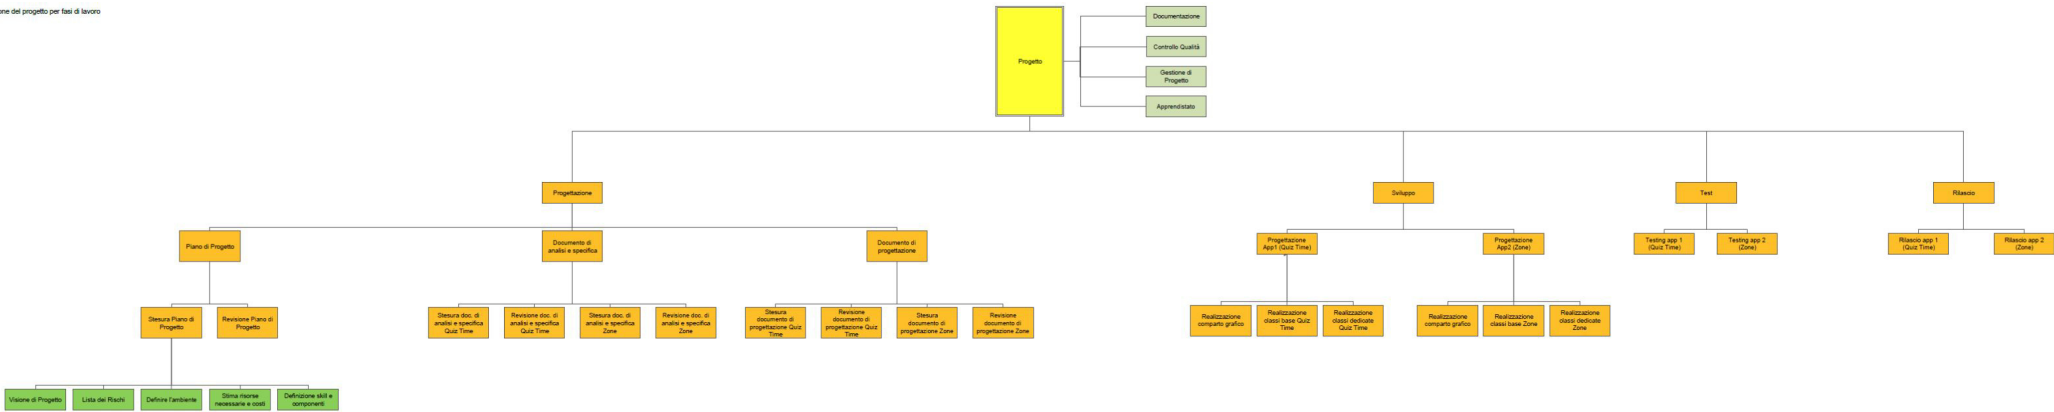 one del progetto per fasi di lavoro
Documentazione
Controllo Qualità
Progetto
Gestione di
Progetto
Apprendistato
Progettazione
Sviluppo
Test
Rilascio
Piano di Progetto
Documento di
analisi e specifica
Documento di
progettazione
Progettazione
App1 (Quiz Time)
Progettazione
App2 (Zone)
Testing app 1
(Quiz Time)
Testing app 2
(Zone)
Rilascio app 1
(Quiz Time)
Rilascio app 2
(Zone)
Stesura Piano di
Progetto
Revisione Piano di
Progetto
Stesura doc. di
analisi e specifica
Quiz Time
Revisione doc. di
analisi e specifica
Quiz Time
Stesura doc. di
analisi e specifica
Zone
Revisione doc. di
analisi e specifica
Zone
Stesura
documento di
progettazione Quiz
Time
Revisione
documento di
progettazione Quiz
Time
Stesura
documento di
progettazione Zone
Revisione
documento di
progettazione Zone
Realizzazione
comparto grafico
Realizzazione
classi base Quiz
Time
Realizzazione
classi dedicate
Quiz Time
Realizzazione
comparto grafico
Realizzazione
classi base Zone
Realizzazione
classi dedicate
Zone
Visione di Progetto
Lista dei Rischi
Definire l'ambiente
Stima risorse
necessarie e costi
Definizione skill e
componenti